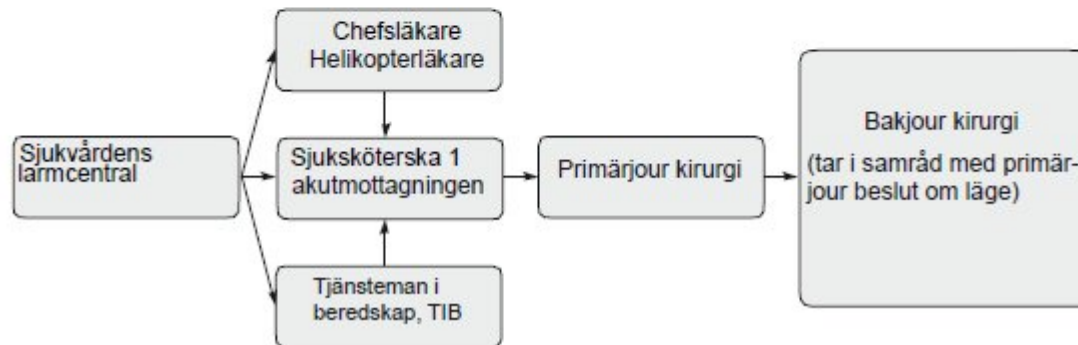 Sjukvårdens
larmcentral
Chefsläkare
Helikopterläkare
Sjuksköterska 1
akutmottagningen
Tjänsteman i
beredskap, TIB
Primärjour kirurgi
Bakjour kirurgi
(tar i samråd med primär-
jour beslut om läge)